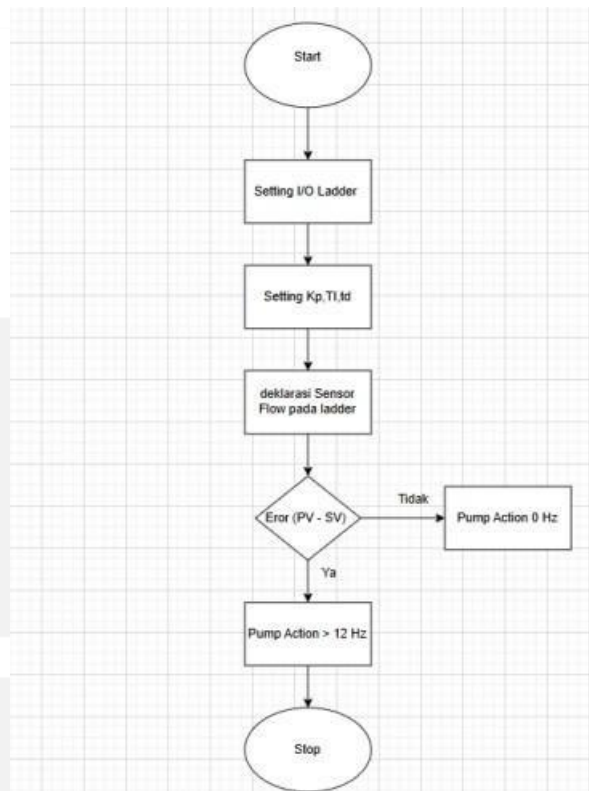 Start
Setting I/O Ladder
Setting Kp,TI,td
deklarasi Sensor
Flow pada ladder
Eror (PV - SV)
Tidak
Pump Action 0 Hz
Ya
Pump Action > 12 Hz
Stop